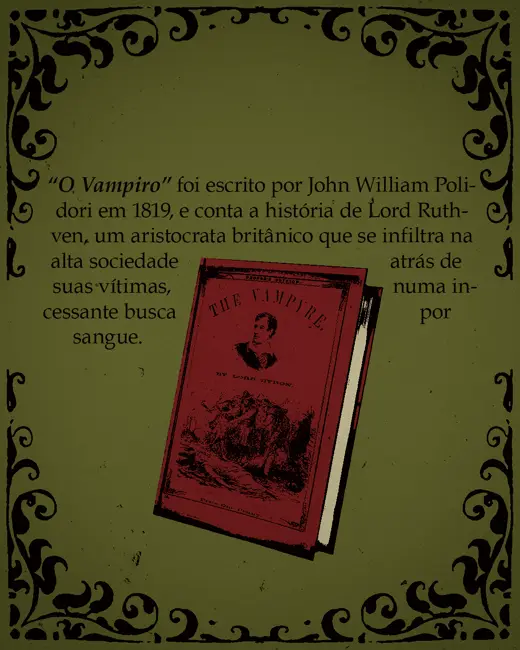 “O Vampiro” foi escrito por John William Poli-
dori em 1819, e conta a história de Lord Ruth-
ven, um aristocrata britânico que se infiltra na
alta sociedade atrás de
suas vítimas, numa in-
cessante busca por
sangue.
THE VAMPYRE.
BY LORD BYRON.